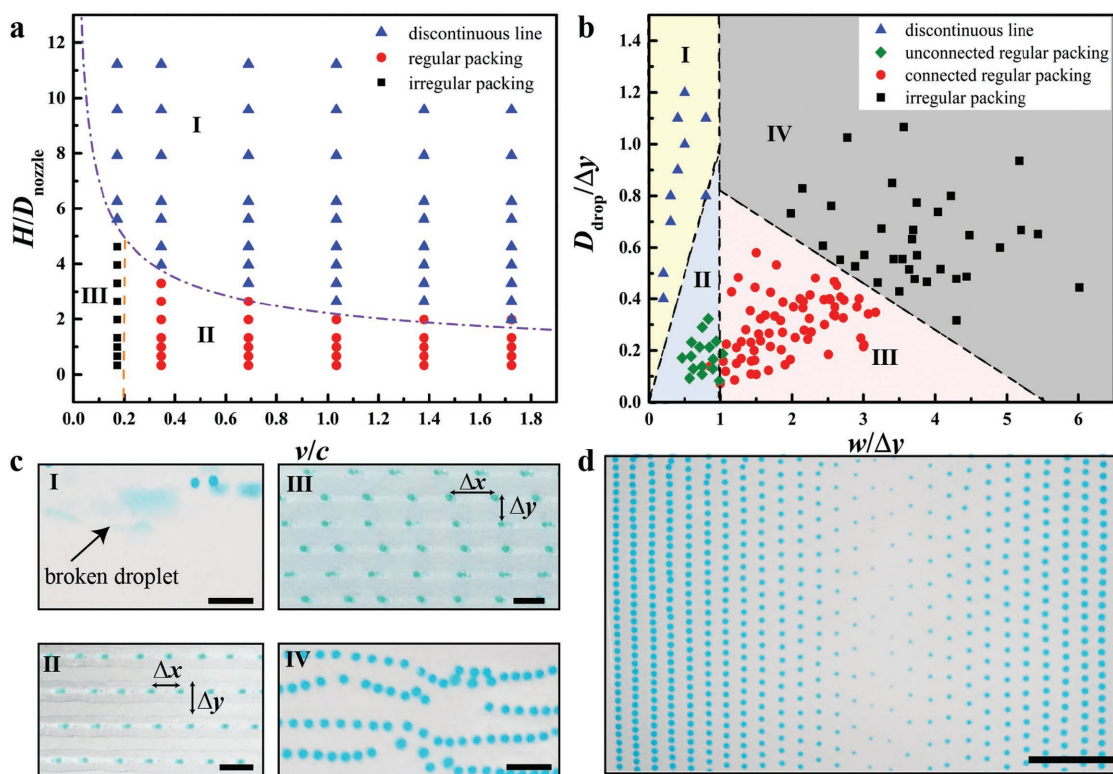 a
discontinuous line
regular packing
irregular packing
I
II
III
H/D_nozzle
12
10
8
6
4
2
0
0.0 0.2 0.4 0.6 0.8 1.0 1.2 1.4 1.6 1.8
v/c
b
discontinuous line
unconnected regular packing
connected regular packing
irregular packing
I
IV
II
III
D_drop/Δy
1.4
1.2
1.0
0.8
0.6
0.4
0.2
0.0
0 1 2 3 4 5 6
w/Δy
c
I
broken droplet
III
Δx
Δy
II
Δx
Δy
IV
d